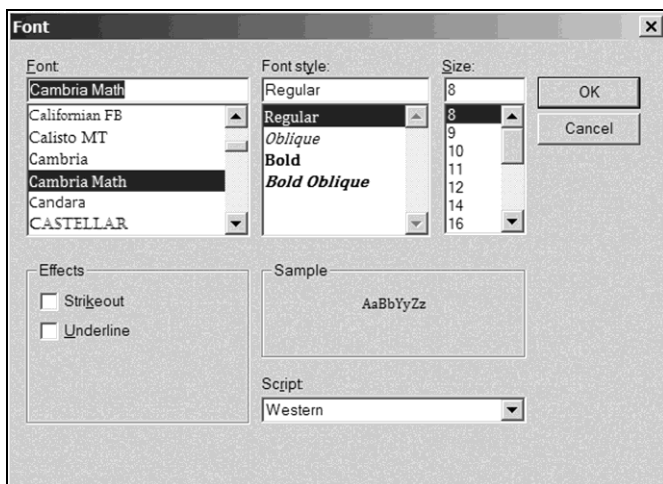 Font
Font:
Cambria Math
Californian FB
Calisto MT
Cambria
Cambria Math
Candara
CASTELLAR
Font style:
Regular
Regular
Oblique
Bold
Bold Oblique
Size:
8
8
9
10
11
12
14
16
OK
Cancel
Effects
Strikeout
Underline
Sample
AaBbYyZz
Script:
Western